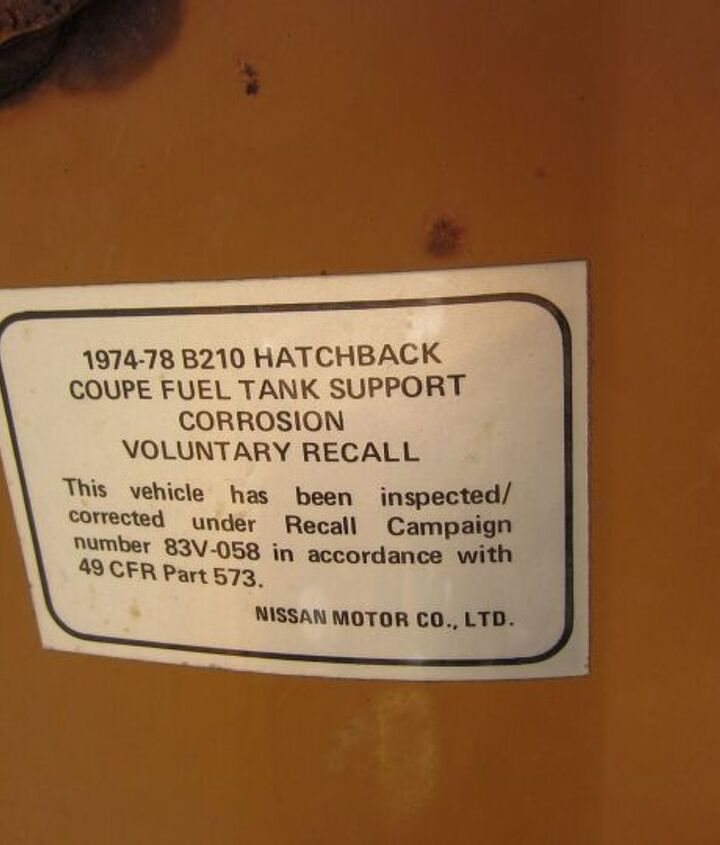 1974-78 B210 HATCHBACK
COUPE FUEL TANK SUPPORT
CORROSION
VOLUNTARY RECALL
This vehicle has been inspected/
corrected under Recall Campaign
number 83V-058 in accordance with
49 CFR Part 573.
NISSAN MOTOR CO., LTD.